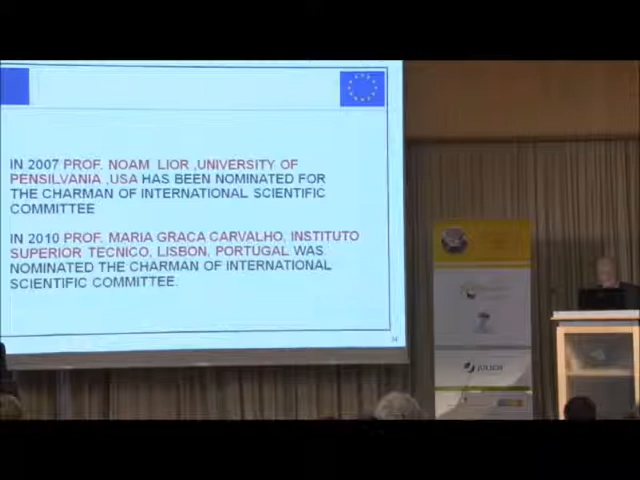 IN 2007 PROF. NOAM LIOR ,UNIVERSITY OF
PENSILVANIA ,USA HAS BEEN NOMINATED FOR
THE CHARMAN OF INTERNATIONAL SCIENTIFIC
COMMITTEE
IN 2010 PROF. MARIA GRACA CARVALHO, INSTITUTO
SUPERIOR TECNICO, LISBON, PORTUGAL WAS
NOMINATED THE CHARMAN OF INTERNATIONAL
SCIENTIFIC COMMITTEE.
JÜLICH